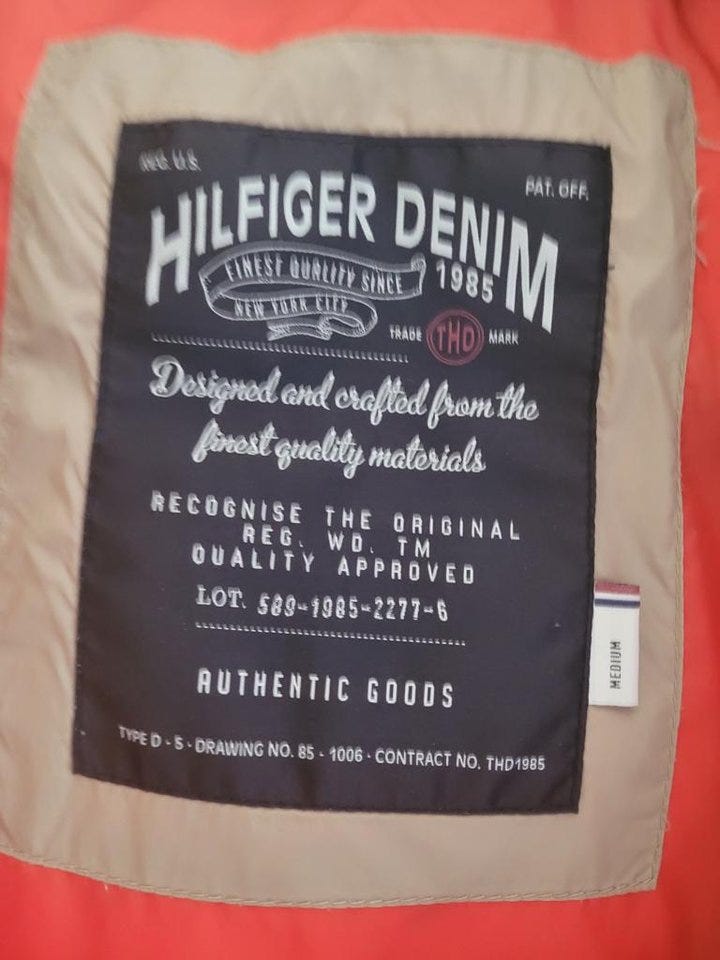 REG. U.S.
PAT. OFF.
HILFIGER DENIM
FINEST QUALITY SINCE 1985
NEW YORK CITY
TRADE THD MARK
Designed and crafted from the
finest quality materials
RECOGNISE THE ORIGINAL
REG. WD. TM
QUALITY APPROVED
LOT. 589-1985-2277-6
AUTHENTIC GOODS
TYPE D - 5 - DRAWING NO. 85 - 1006 - CONTRACT NO. THD1985
MEDIUM